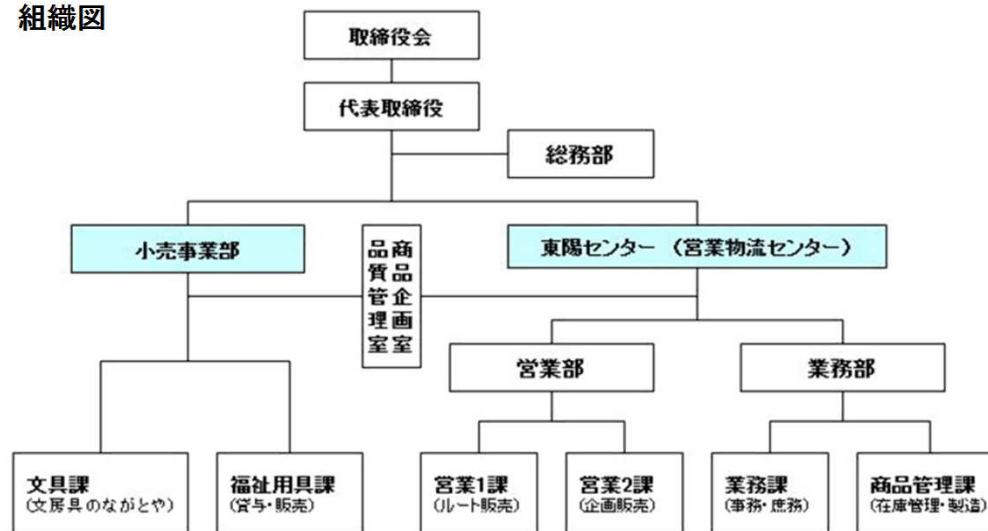 組織図
取締役会
代表取締役
総務部
小売事業部
商品企画室
品質管理室
東陽センター （営業物流センター）
営業部
業務部
文具課
(文房具のながとや)
福祉用具課
(貸与・販売)
営業1課
(ルート販売)
営業2課
(企画販売)
業務課
(事務・庶務)
商品管理課
(在庫管理・製造)